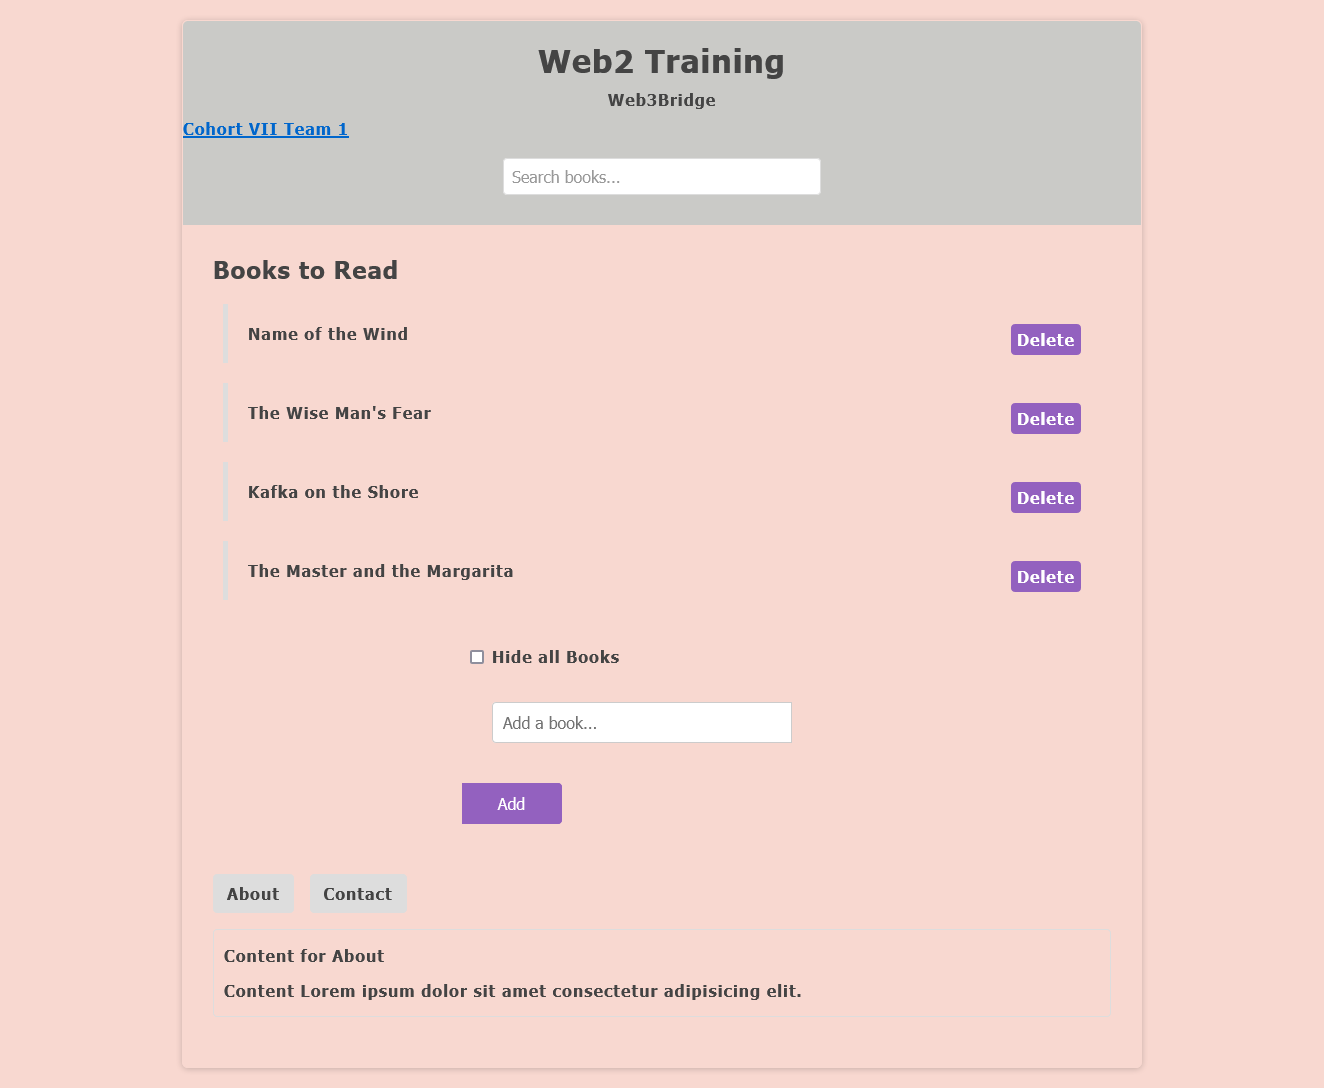 Web2 Training
Web3Bridge
Cohort VII Team 1
Search books...
Books to Read
Name of the Wind
Delete
The Wise Man's Fear
Delete
Kafka on the Shore
Delete
The Master and the Margarita
Delete
Hide all Books
Add a book...
Add
About
Contact
Content for About
Content Lorem ipsum dolor sit amet consectetur adipisicing elit.